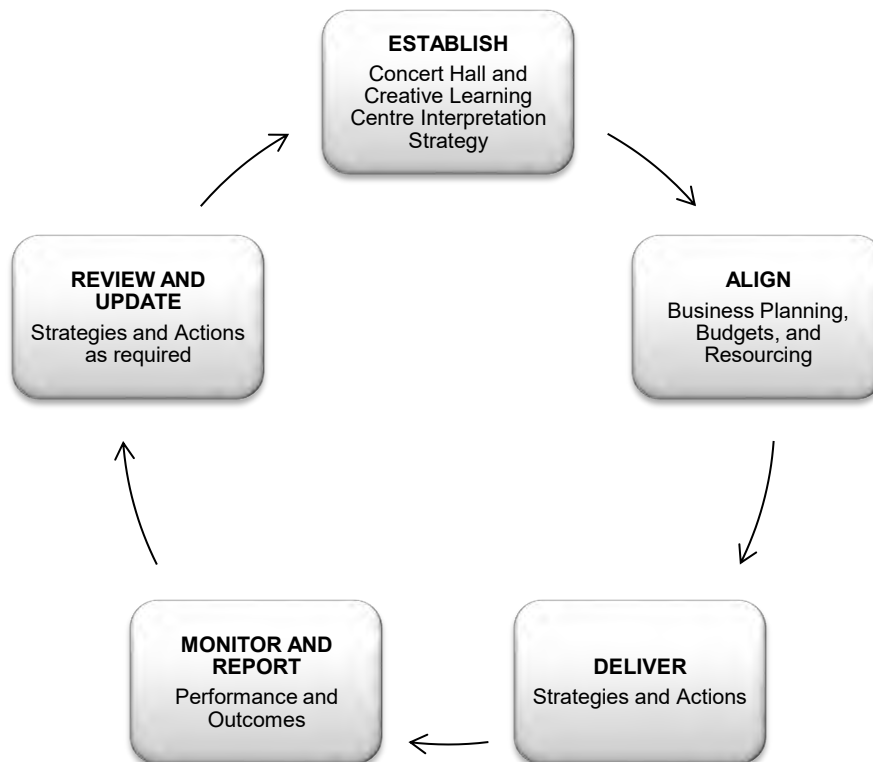 ESTABLISH
Concert Hall and
Creative Learning
Centre Interpretation
Strategy
ALIGN
Business Planning,
Budgets, and
Resourcing
DELIVER
Strategies and Actions
MONITOR AND
REPORT
Performance and
Outcomes
REVIEW AND
UPDATE
Strategies and Actions
as required